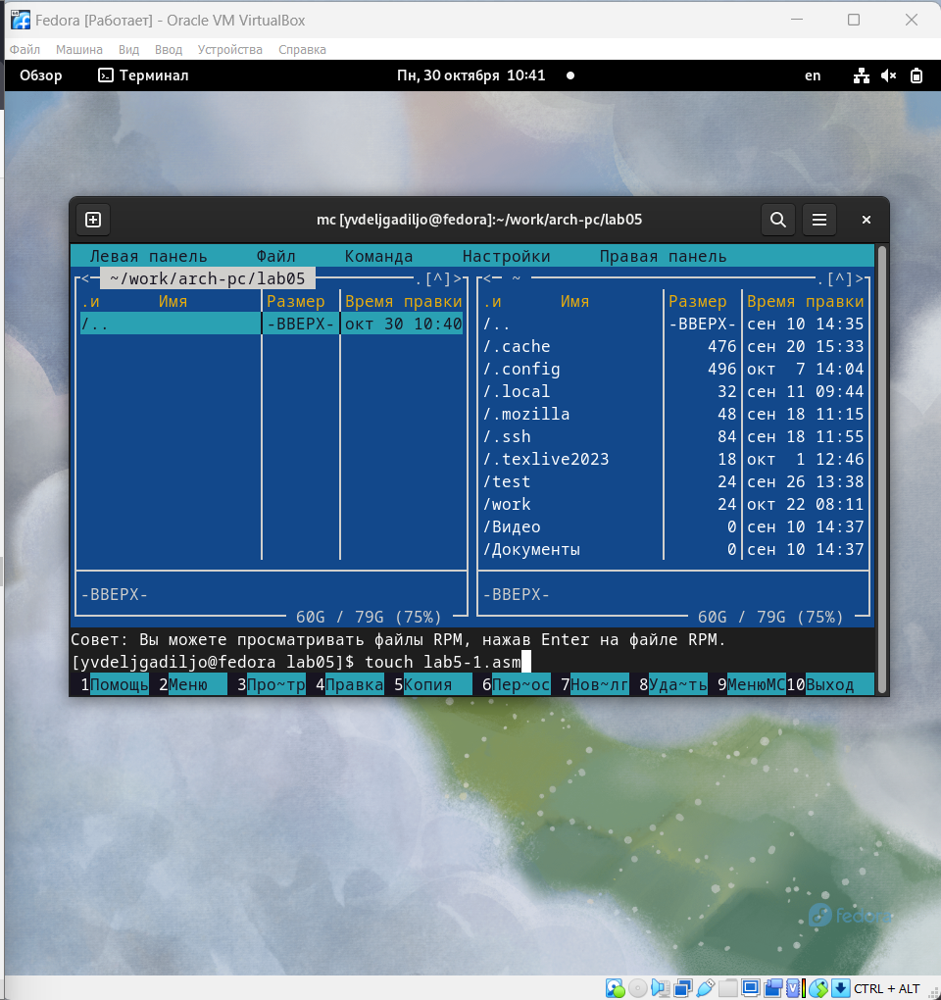 Fedora [Работает] - Oracle VM VirtualBox
Файл Машина Вид Ввод Устройства Справка
Обзор Терминал Пн, 30 октября 10:41 en
mc [yvdeljgadiljo@fedora]:~/work/arch-pc/lab05
Левая панель Файл Команда Настройки Правая панель
<— ~/work/arch-pc/lab05 .[^]> <— ~ .[^]>
.и Имя Размер Время правки .и Имя Размер Время правки
/.. -ВВЕРХ- окт 30 10:40 /.. -ВВЕРХ- сен 10 14:35
/.cache 476 сен 20 15:33
/.config 496 окт 7 14:04
/.local 32 сен 11 09:44
/.mozilla 48 сен 18 11:15
/.ssh 84 сен 18 11:55
/.texlive2023 18 окт 1 12:46
/test 24 сен 26 13:38
/work 24 окт 22 08:11
/Видео 0 сен 10 14:37
/Документы 0 сен 10 14:37
-ВВЕРХ- -ВВЕРХ-
60G / 79G (75%) 60G / 79G (75%)
Совет: Вы можете просматривать файлы RPM, нажав Enter на файле RPM.
[yvdeljgadiljo@fedora lab05]$ touch lab5-1.asm
1Помощь 2Меню 3Про~тр 4Правка 5Копия 6Пер~ос 7Нов~лг 8Уда~ть 9МенюМС 10Выход
fedora
CTRL + ALT